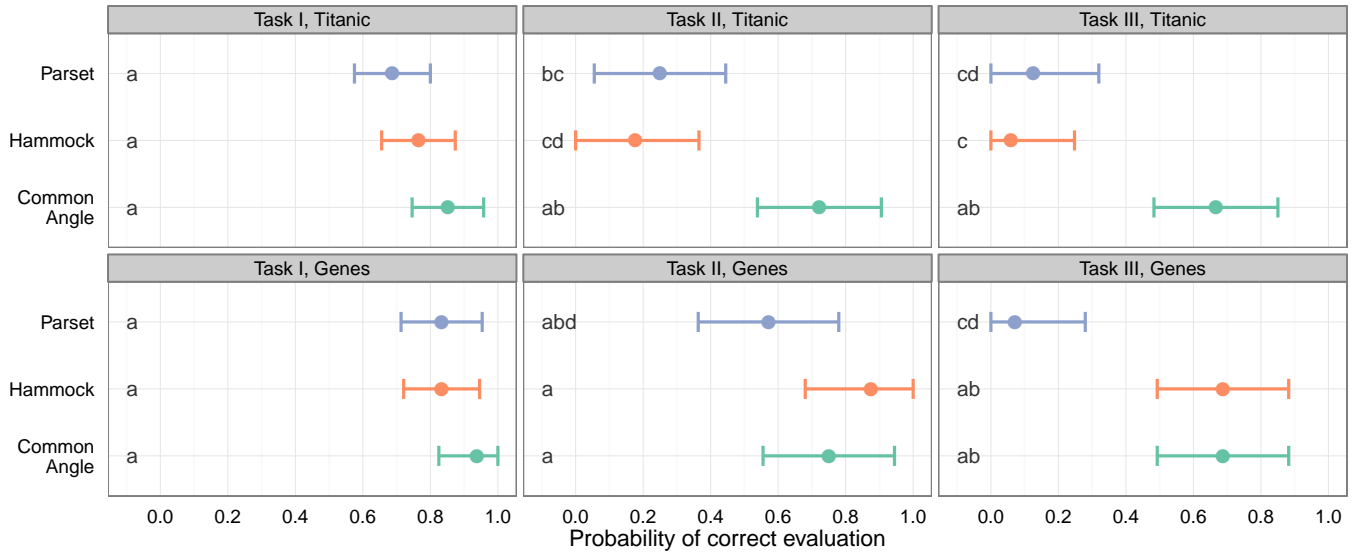 Task I, Titanic
Task II, Titanic
Task III, Titanic
Parset
a
bc
cd
Hammock
a
cd
c
Common
Angle
a
ab
ab
Task I, Genes
Task II, Genes
Task III, Genes
Parset
a
abd
cd
Hammock
a
a
ab
Common
Angle
a
a
ab
0.0 0.2 0.4 0.6 0.8 1.0
0.0 0.2 0.4 0.6 0.8 1.0
0.0 0.2 0.4 0.6 0.8 1.0
Probability of correct evaluation